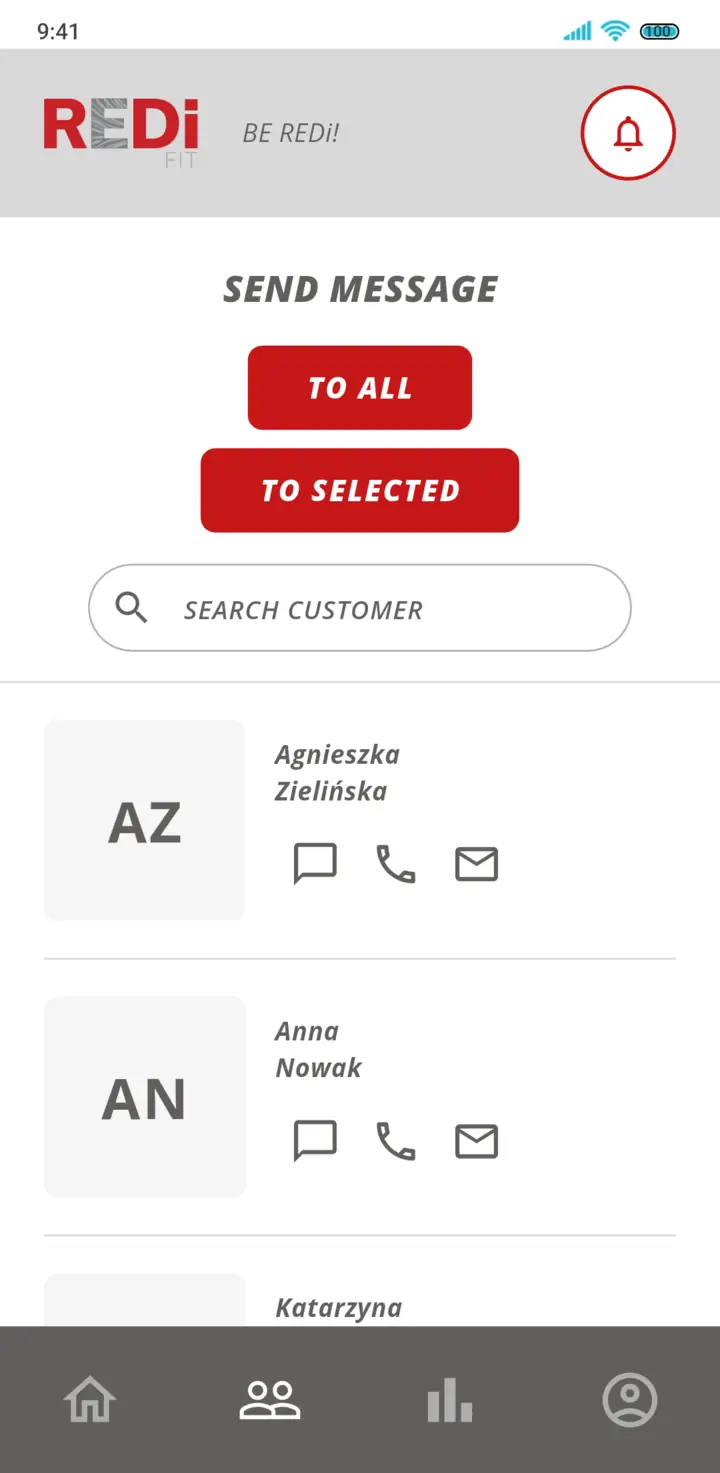 9:41
100
REDi
FIT
BE REDi!
SEND MESSAGE
TO ALL
TO SELECTED
SEARCH CUSTOMER
AZ
Agnieszka
Zielińska
AN
Anna
Nowak
Katarzyna